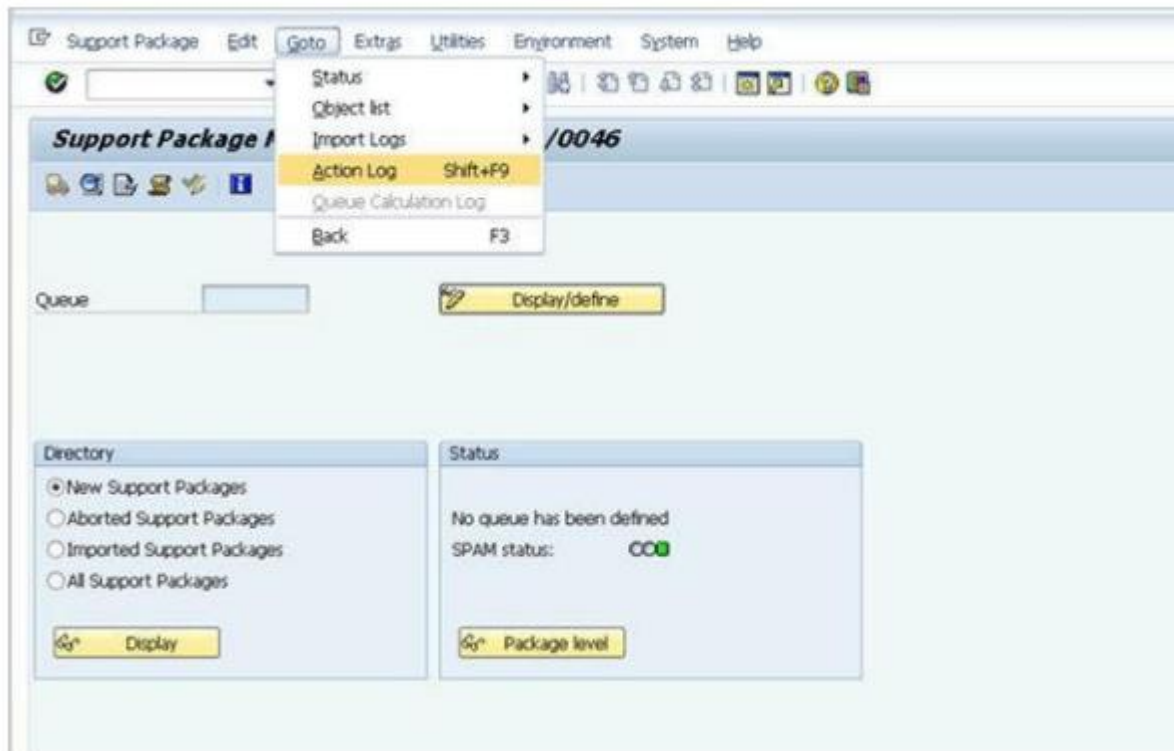 Support Package Edit Goto Extras Utilities Environment System Help
Status
Object list
Support Package /0046
Import Logs
Action Log Shift+F9
Queue Calculation Log
Back F3
Queue Display/define
Directory
New Support Packages
Aborted Support Packages
Imported Support Packages
All Support Packages
Display
Status
No queue has been defined
SPAM status:
Package level